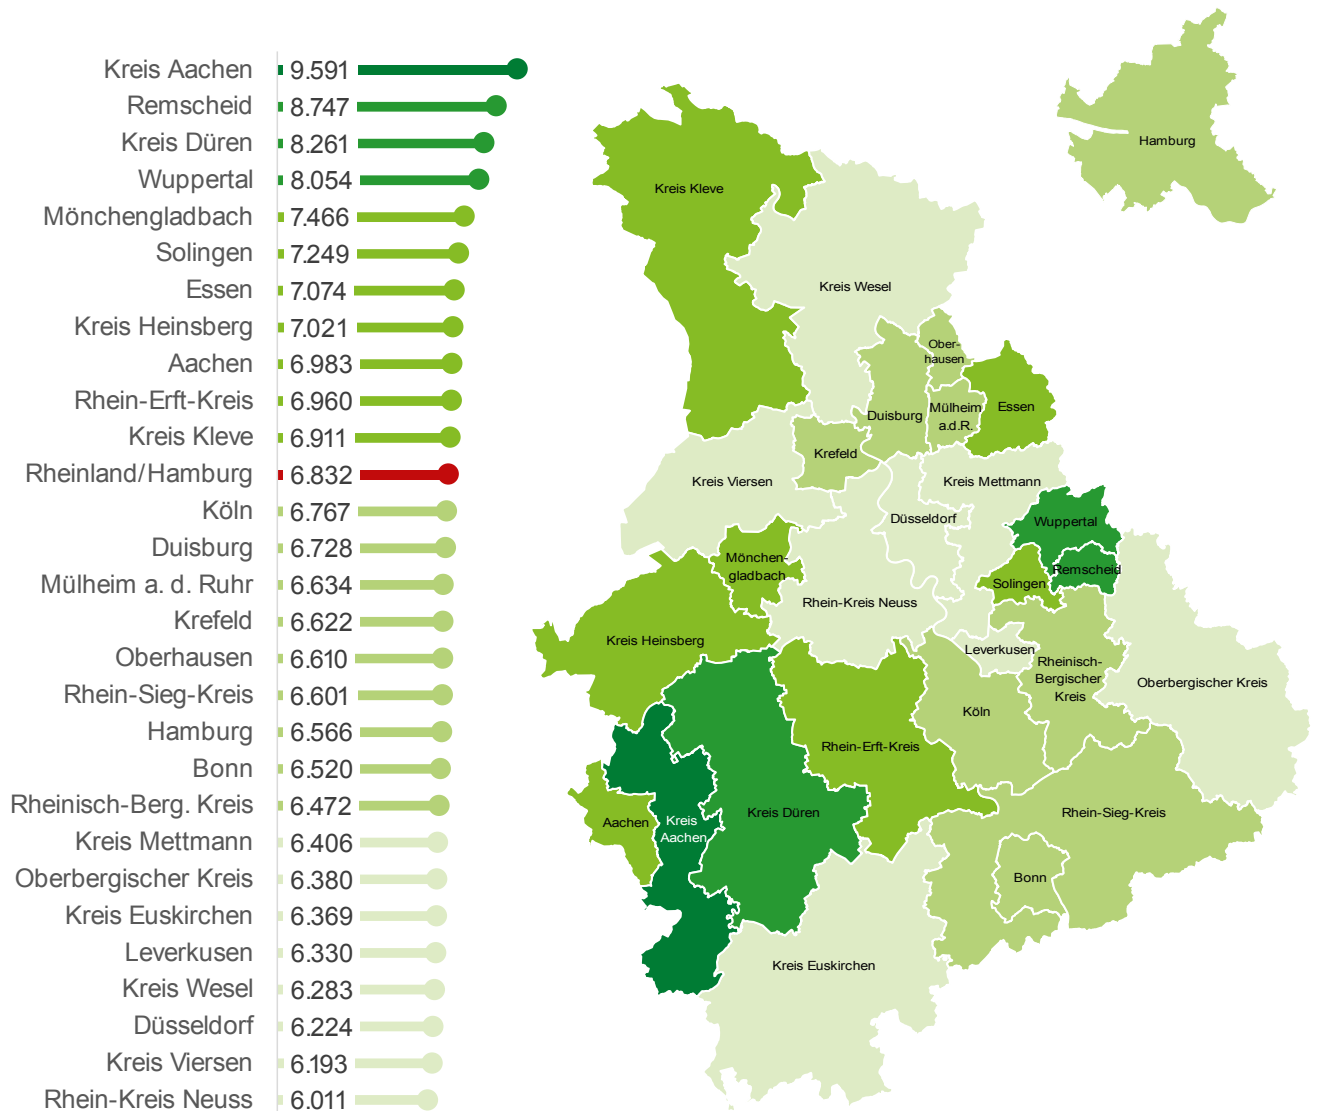 Kreis Aachen 9.591
Remscheid 8.747
Kreis Düren 8.261
Wuppertal 8.054
Mönchengladbach 7.466
Solingen 7.249
Essen 7.074
Kreis Heinsberg 7.021
Aachen 6.983
Rhein-Erft-Kreis 6.960
Kreis Kleve 6.911
Rheinland/Hamburg 6.832
Köln 6.767
Duisburg 6.728
Mülheim a. d. Ruhr 6.634
Krefeld 6.622
Oberhausen 6.610
Rhein-Sieg-Kreis 6.601
Hamburg 6.566
Bonn 6.520
Rheinisch-Berg. Kreis 6.472
Kreis Mettmann 6.406
Oberbergischer Kreis 6.380
Kreis Euskirchen 6.369
Leverkusen 6.330
Kreis Wesel 6.283
Düsseldorf 6.224
Kreis Viersen 6.193
Rhein-Kreis Neuss 6.011
Hamburg
Kreis Kleve
Kreis Wesel
Ober-
hausen
Duisburg
Mülheim
a.d.R.
Essen
Krefeld
Kreis Viersen
Kreis Mettmann
Düsseldorf
Wuppertal
Mönchen-
gladbach
Remscheid
Solingen
Rhein-Kreis Neuss
Kreis Heinsberg
Leverkusen
Rheinisch-
Bergischer
Kreis
Oberbergischer Kreis
Köln
Rhein-Erft-Kreis
Kreis Düren
Rhein-Sieg-Kreis
Aachen
Kreis
Aachen
Bonn
Kreis Euskirchen